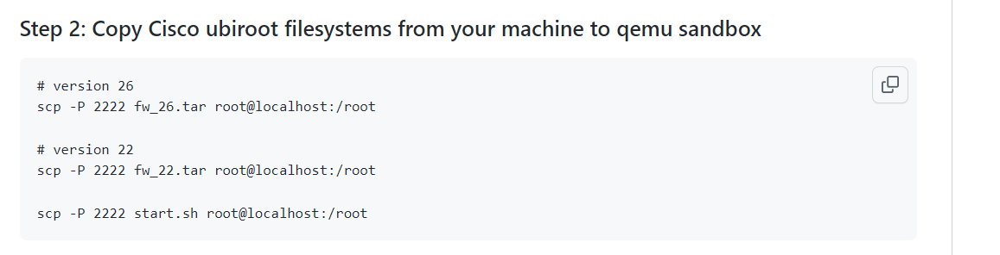 Step 2: Copy Cisco ubiroot filesystems from your machine to qemu sandbox
# version 26
scp -P 2222 fw_26.tar root@localhost:/root
# version 22
scp -P 2222 fw_22.tar root@localhost:/root
scp -P 2222 start.sh root@localhost:/root